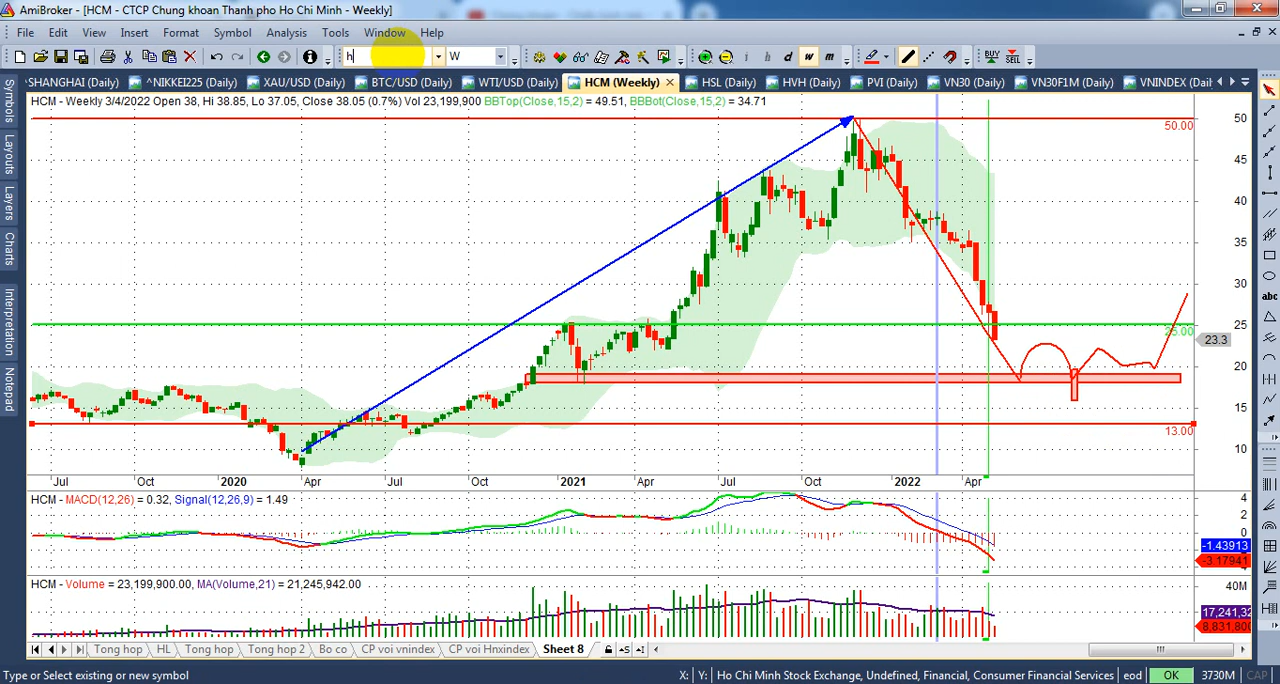 AmiBroker - [HCM - CTCP Chung khoan Thanh pho Ho Chi Minh - Weekly]
File Edit View Insert Format Symbol Analysis Tools Window Help
h W i h d w m BUY SELL
^SHANGHAI (Daily) ^NIKKEI225 (Daily) XAU/USD (Daily) BTC/USD (Daily) WTI/USD (Daily) HCM (Weekly) HSL (Daily) HVH (Daily) PVI (Daily) VN30 (Daily) VN30F1M (Daily) VNINDEX (Daily)
HCM - Weekly 3/4/2022 Open 38, Hi 38.85, Lo 37.05, Close 38.05 (0.7%) Vol 23,199,900 BBTop(Close,15,2) = 49.51, BBBot(Close,15,2) = 34.71
Symbols
Layouts
Layers
Charts
Interpretation
Notepad
50.00
50
45
40
35
30
25
25.00
23.3
20
15
13.00
10
Jul Oct 2020 Apr Jul Oct 2021 Apr Jul Oct 2022 Apr
HCM - MACD(12,26) = 0.32, Signal(12,26,9) = 1.49
4
2
0
-1.43913
-3.17941
HCM - Volume = 23,199,900.00, MA(Volume,21) = 21,245,942.00
40M
17,241,32
8,831,800
abc
Tong hop HL Tong hop Tong hop 2 Bo co CP voi vnindex CP voi Hnxindex Sheet 8
Type or Select existing or new symbol X: Y: Ho Chi Minh Stock Exchange, Undefined, Financial, Consumer Financial Services eod OK 3730M CAP